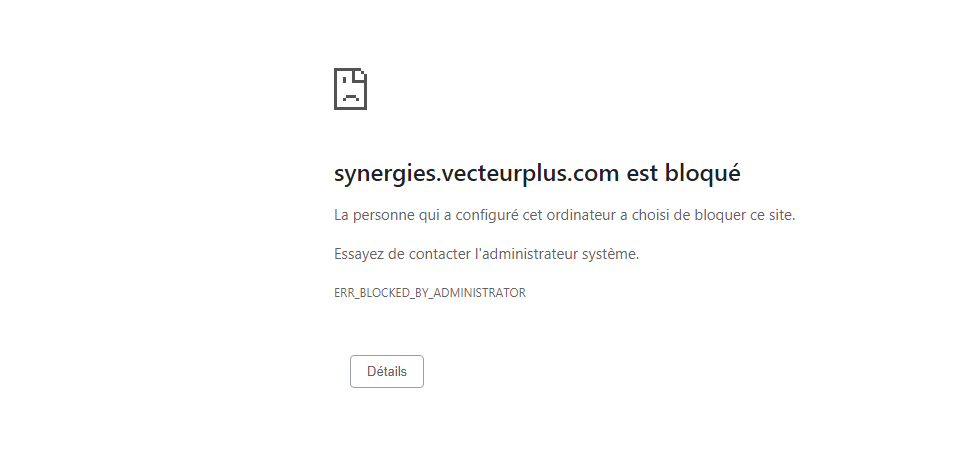 synergies.vecteurplus.com est bloqué
La personne qui a configuré cet ordinateur a choisi de bloquer ce site.
Essayez de contacter l'administrateur système.
ERR_BLOCKED_BY_ADMINISTRATOR
Détails